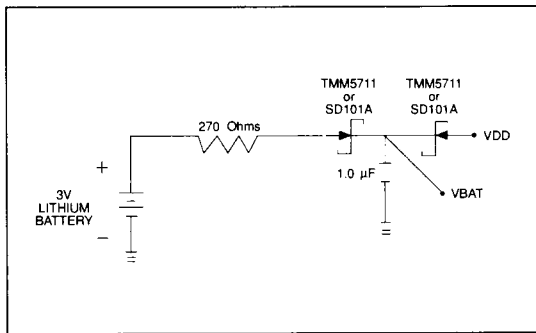 TMM5711
or
SD101A
TMM5711
or
SD101A
270 Ohms
VDD
+
1.0 µF
3V
LITHIUM
BATTERY
VBAT
−